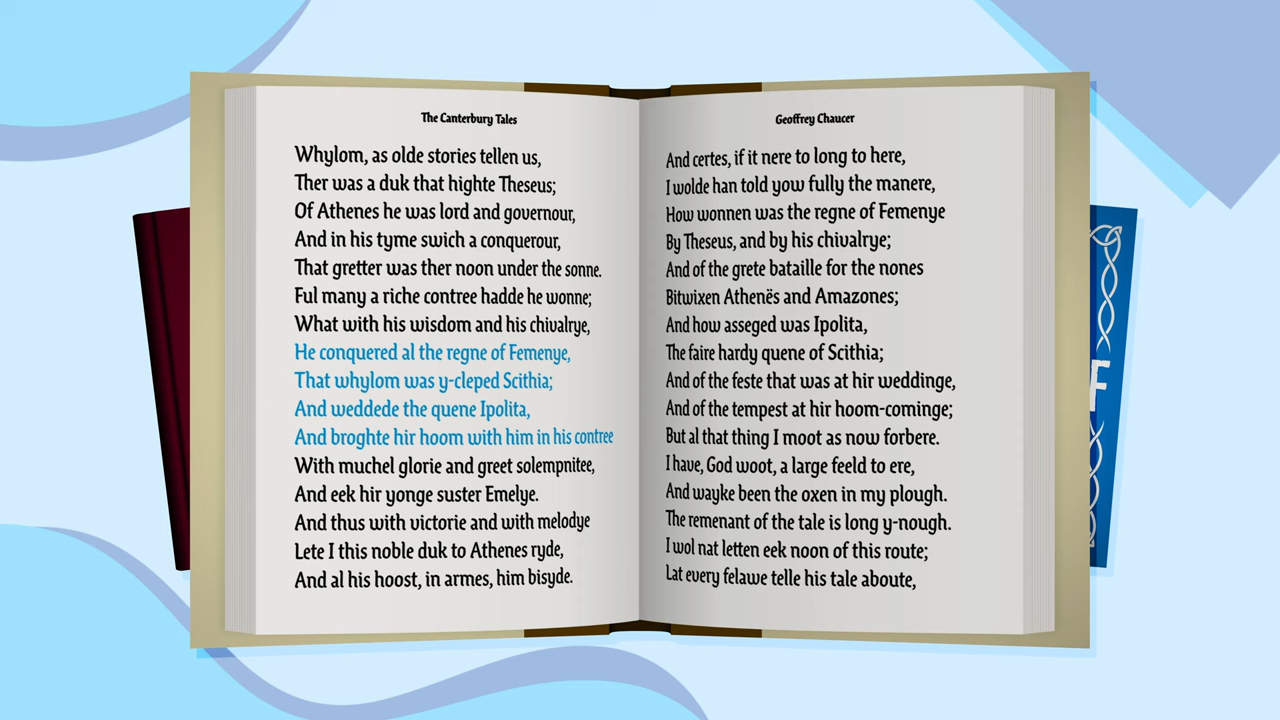 The Canterbury Tales
Whylom, as olde stories tellen us,
Ther was a duk that highte Theseus;
Of Athenes he was lord and governour,
And in his tyme swich a conquerour,
That gretter was ther noon under the sonne.
Ful many a riche contree hadde he wonne;
What with his wisdom and his chivalrye,
He conquered al the regne of Femenye,
That whylom was y-cleped Scithia;
And weddede the quene Ipolita,
And broghte hir hoom with him in his contree
With muchel glorie and greet solempnitee,
And eek hir yonge suster Emelye.
And thus with victorie and with melodye
Lete I this noble duk to Athenes ryde,
And al his hoost, in armes, him bisyde.
Geoffrey Chaucer
And certes, if it nere to long to here,
I wolde han told yow fully the manere,
How wonnen was the regne of Femenye
By Theseus, and by his chivalrye;
And of the grete bataille for the nones
Bitwixen Athenës and Amazones;
And how asseged was Ipolita,
The faire hardy quene of Scithia;
And of the feste that was at hir weddinge,
And of the tempest at hir hoom-cominge;
But al that thing I moot as now forbere.
I have, God woot, a large feeld to ere,
And wayke been the oxen in my plough.
The remenant of the tale is long y-nough.
I wol nat letten eek noon of this route;
Lat every felawe telle his tale aboute,
F